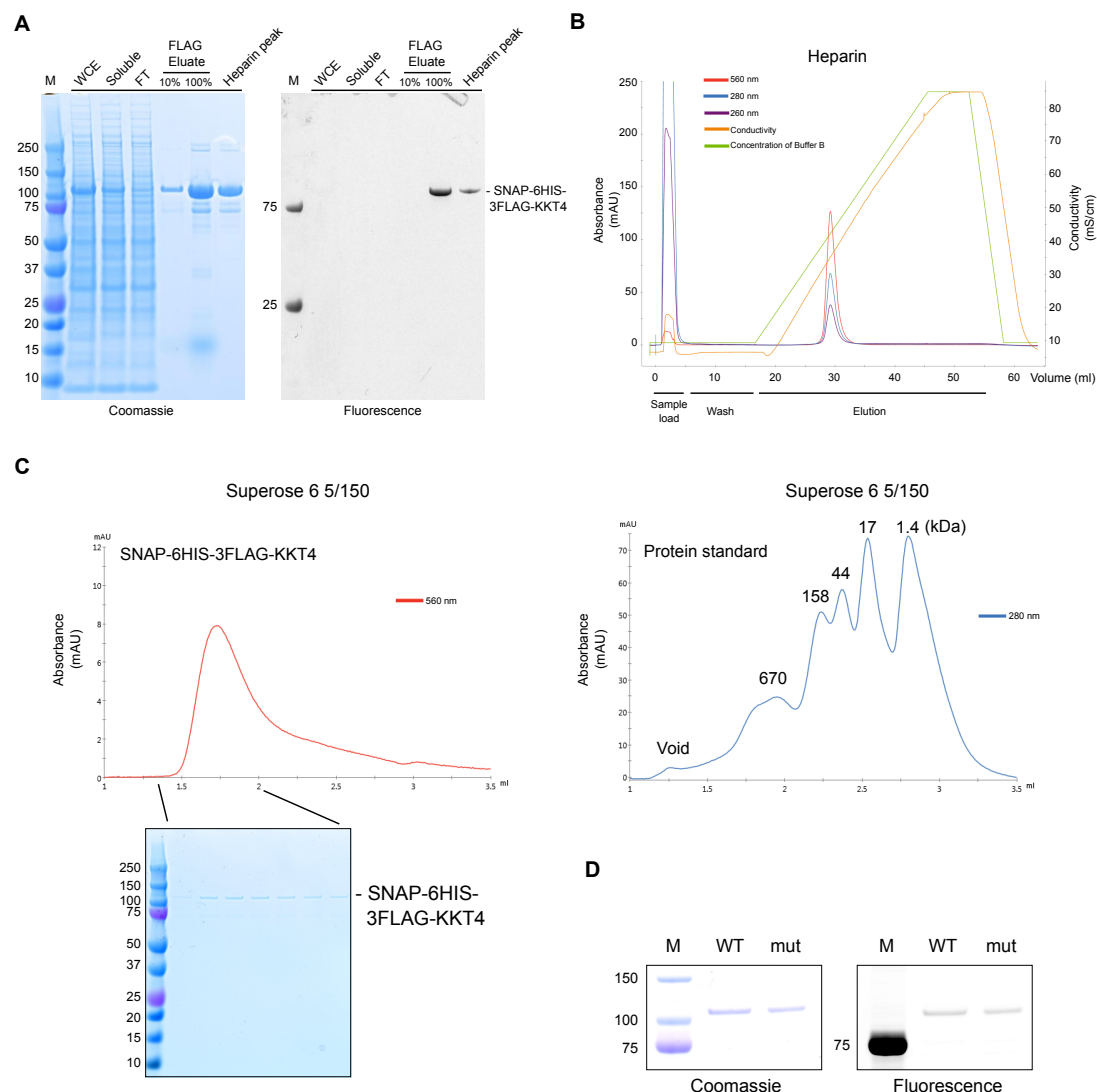 A
FLAG
Eluate
M
WCE
Soluble
FT
10%
100%
Heparin peak
250
150
100
75
50
37
25
20
15
10
Coomassie
FLAG
Eluate
M
WCE
Soluble
FT
10%
100%
Heparin peak
75
25
- SNAP-6HIS-
3FLAG-KKT4
Fluorescence
B
Heparin
560 nm
280 nm
260 nm
Conductivity
Concentration of Buffer B
Absorbance
(mAU)
250
200
150
100
50
0
Conductivity
(mS/cm)
80
70
60
50
40
30
20
10
0 10 20 30 40 50 60
Volume (ml)
Sample
load
Wash
Elution
C
Superose 6 5/150
SNAP-6HIS-3FLAG-KKT4
560 nm
mAU
Absorbance
(mAU)
12
10
8
6
4
2
0
1 1.5 2 2.5 3 3.5 ml
250
150
100
75
50
37
25
20
15
10
- SNAP-6HIS-
3FLAG-KKT4
Superose 6 5/150
Protein standard
280 nm
mAU
Absorbance
(mAU)
70
60
50
40
30
20
10
0
Void
670
158
44
17
1.4 (kDa)
1 1.5 2 2.5 3 3.5 ml
D
M WT mut
150
100
75
Coomassie
M WT mut
75
Fluorescence